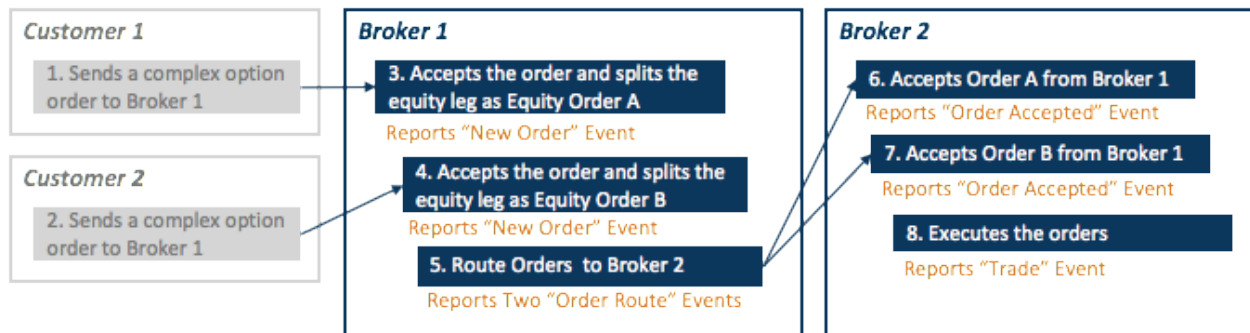 Customer 1
1. Sends a complex option
order to Broker 1
Customer 2
2. Sends a complex option
order to Broker 1
Broker 1
3. Accepts the order and splits the
equity leg as Equity Order A
Reports “New Order” Event
4. Accepts the order and splits the
equity leg as Equity Order B
Reports “New Order” Event
5. Route Orders to Broker 2
Reports Two “Order Route” Events
Broker 2
6. Accepts Order A from Broker 1
Reports “Order Accepted” Event
7. Accepts Order B from Broker 1
Reports “Order Accepted” Event
8. Executes the orders
Reports “Trade” Event